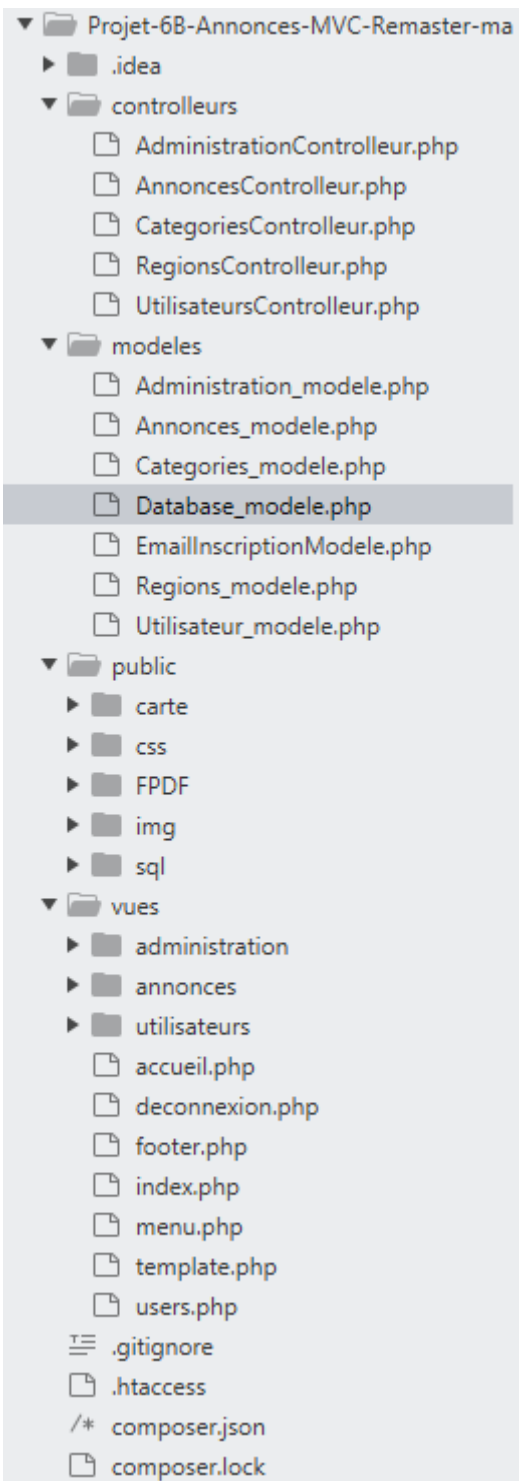 Projet-6B-Annonces-MVC-Remaster-ma
.idea
controlleurs
AdministrationControlleur.php
AnnoncesControlleur.php
CategoriesControlleur.php
RegionsControlleur.php
UtilisateursControlleur.php
modeles
Administration_modele.php
Annonces_modele.php
Categories_modele.php
Database_modele.php
EmailInscriptionModele.php
Regions_modele.php
Utilisateur_modele.php
public
carte
css
FPDF
img
sql
vues
administration
annonces
utilisateurs
accueil.php
deconnexion.php
footer.php
index.php
menu.php
template.php
users.php
.gitignore
.htaccess
/* composer.json
composer.lock